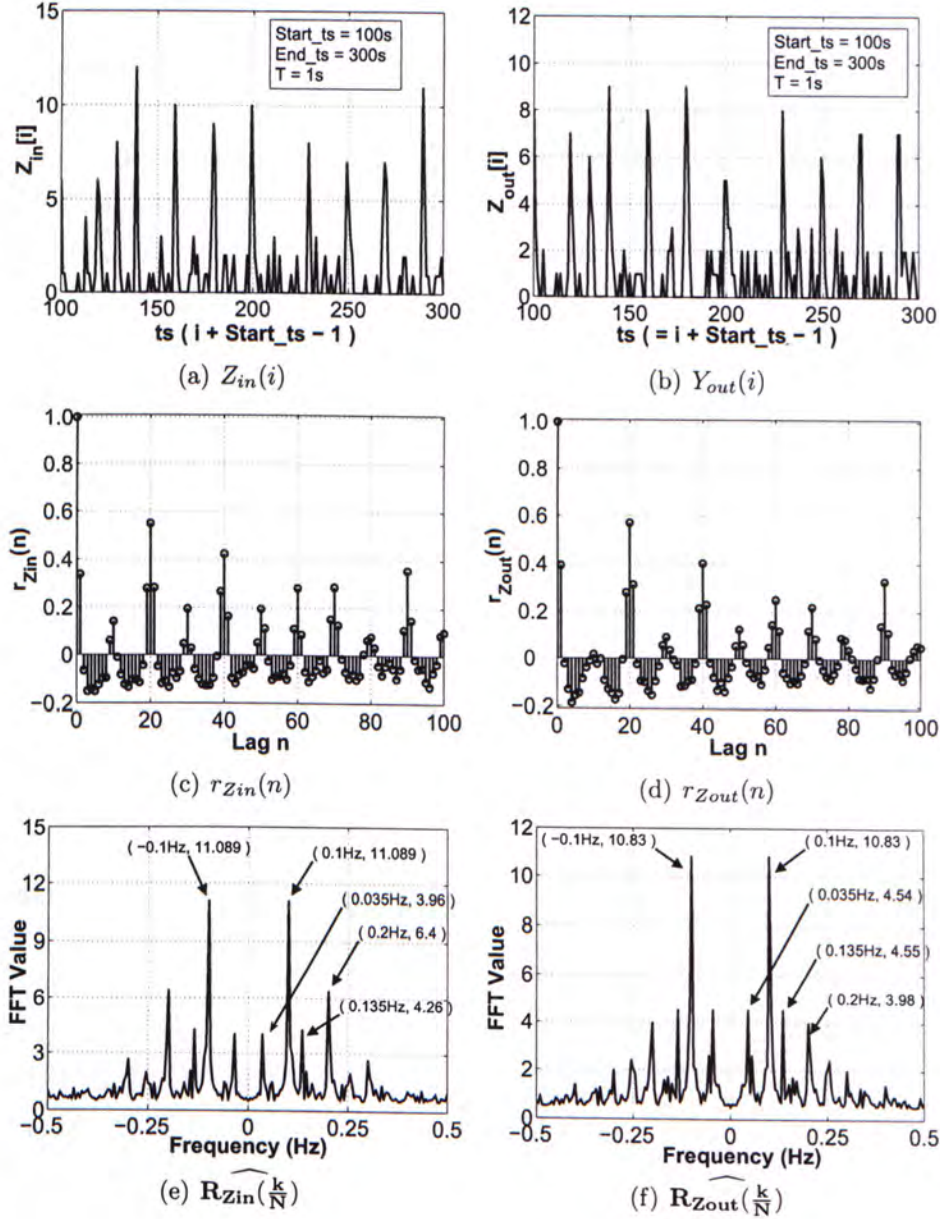 Start_ts = 100s
End_ts = 300s
T = 1s
15
10
5
0
Z_in[i]
100 150 200 250 300
ts ( i + Start_ts − 1 )
(a) Z_in(i)
Start_ts = 100s
End_ts = 300s
T = 1s
12
10
8
6
4
2
0
Z_out[i]
100 150 200 250 300
ts ( = i + Start_ts − 1 )
(b) Y_out(i)
1.0
0.8
0.6
0.4
0.2
0
−0.2
r_Zin(n)
0 20 40 60 80 100
Lag n
(c) r_Zin(n)
1.0
0.8
0.6
0.4
0.2
0
−0.2
r_Zout(n)
0 20 40 60 80 100
Lag n
(d) r_Zout(n)
15
12
9
6
3
0
FFT Value
( −0.1Hz, 11.089 )
( 0.1Hz, 11.089 )
( 0.035Hz, 3.96 )
( 0.2Hz, 6.4 )
( 0.135Hz, 4.26 )
−0.5 −0.25 0 0.25 0.5
Frequency (Hz)
(e) R_Zin(k/N)
12
10
8
6
4
2
0
FFT Value
( −0.1Hz, 10.83 )
( 0.1Hz, 10.83 )
( 0.035Hz, 4.54 )
( 0.135Hz, 4.55 )
( 0.2Hz, 3.98 )
−0.5 −0.25 0 0.25 0.5
Frequency (Hz)
(f) R_Zout(k/N)